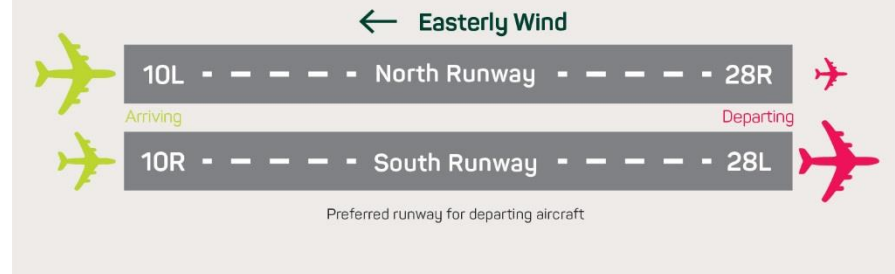 ← Easterly Wind
10L North Runway 28R
Arriving Departing
10R South Runway 28L
Preferred runway for departing aircraft